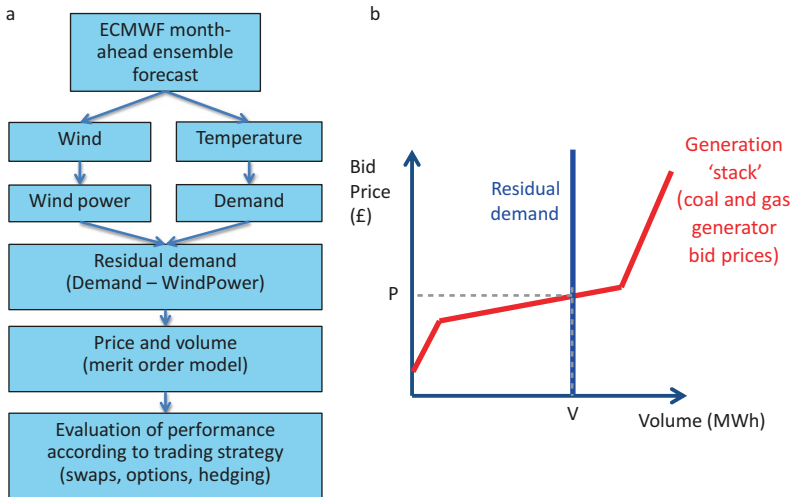 a
ECMWF month-
ahead ensemble
forecast
Wind
Temperature
Wind power
Demand
Residual demand
(Demand – WindPower)
Price and volume
(merit order model)
Evaluation of performance
according to trading strategy
(swaps, options, hedging)
b
Bid
Price
(£)
Residual
demand
Generation
‘stack’
(coal and gas
generator
bid prices)
P
V
Volume (MWh)